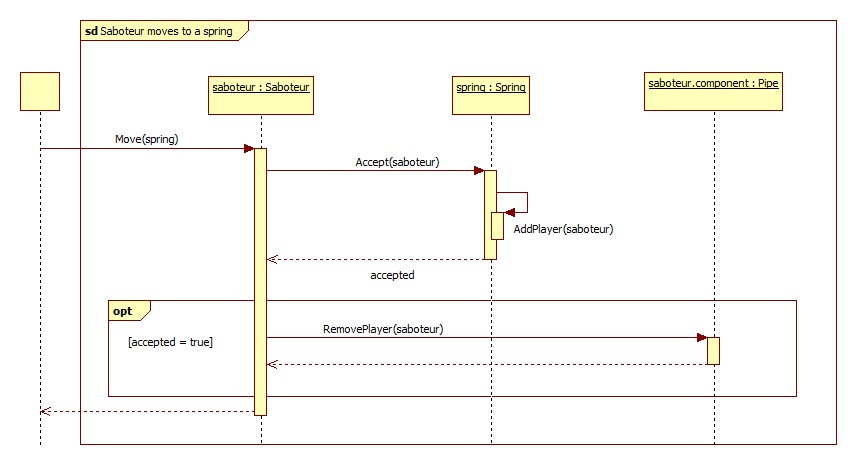 sd Saboteur moves to a spring
saboteur : Saboteur
spring : Spring
saboteur.component : Pipe
Move(spring)
Accept(saboteur)
AddPlayer(saboteur)
accepted
opt
RemovePlayer(saboteur)
[accepted = true]